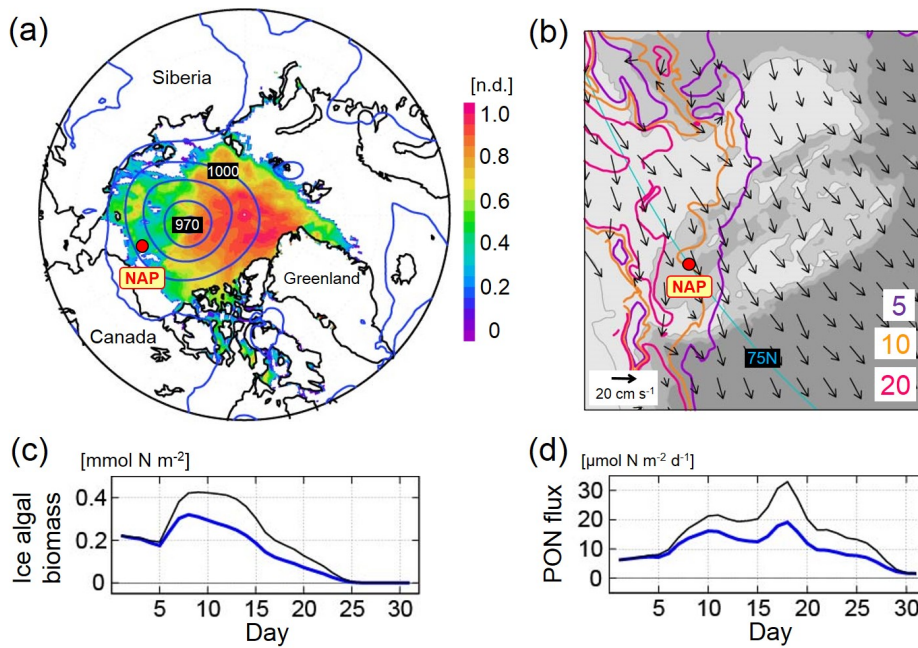 (a)
Siberia
1000
970
NAP
Greenland
Canada
[n.d.]
1.0
0.8
0.6
0.4
0.2
0
(b)
NAP
75N
20 cm s⁻¹
5
10
20
(c)
[mmol N m⁻²]
Ice algal
biomass
0.4
0.2
0
5 10 15 20 25 30
Day
(d)
[µmol N m⁻² d⁻¹]
PON flux
30
20
10
0
5 10 15 20 25 30
Day